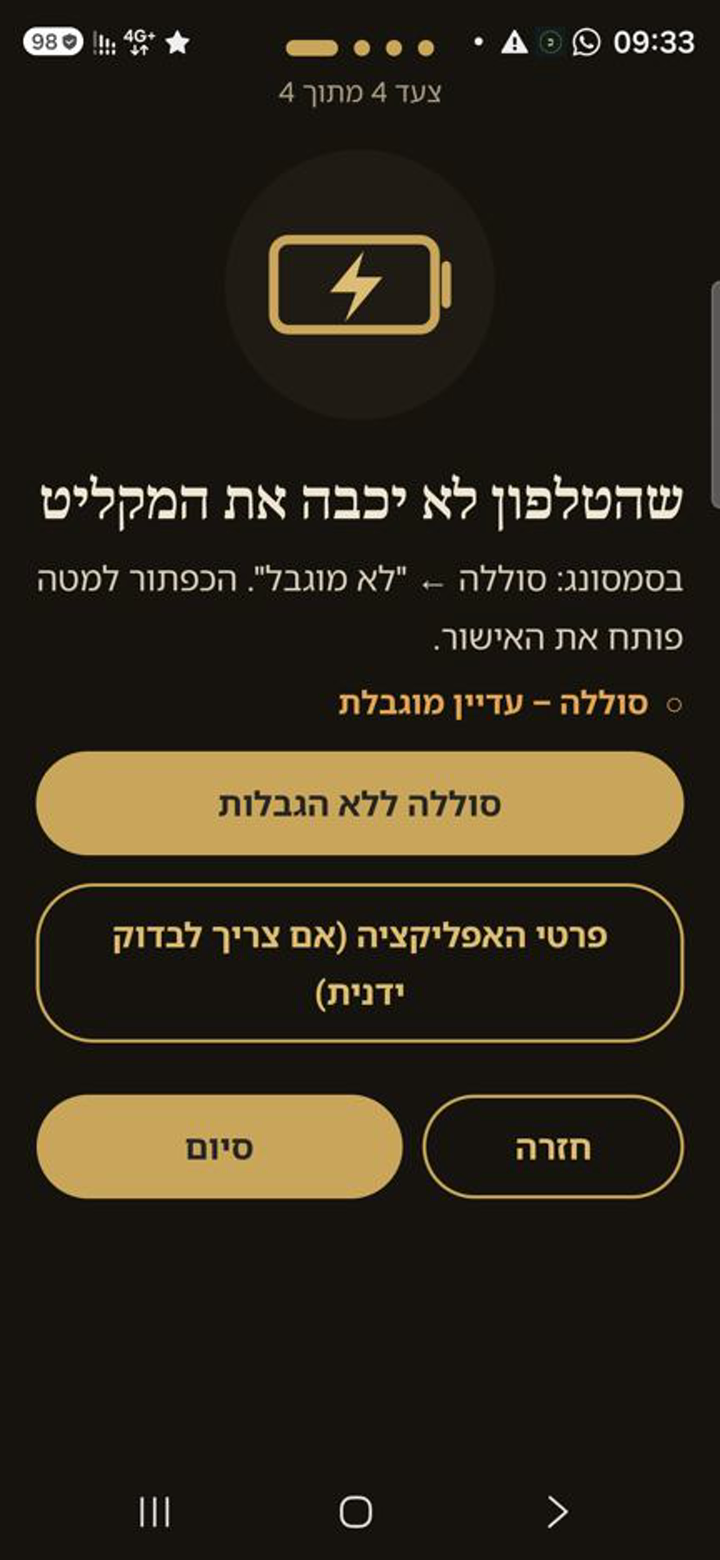 98 4G+ 09:33
צעד 4 מתוך 4
שהטלפון לא יכבה את המקליט
בסמסונג: סוללה ← "לא מוגבל". הכפתור למטה
פותח את האישור.
○ סוללה – עדיין מוגבלת
סוללה ללא הגבלות
פרטי האפליקציה (אם צריך לבדוק
ידנית)
חזרה
סיום